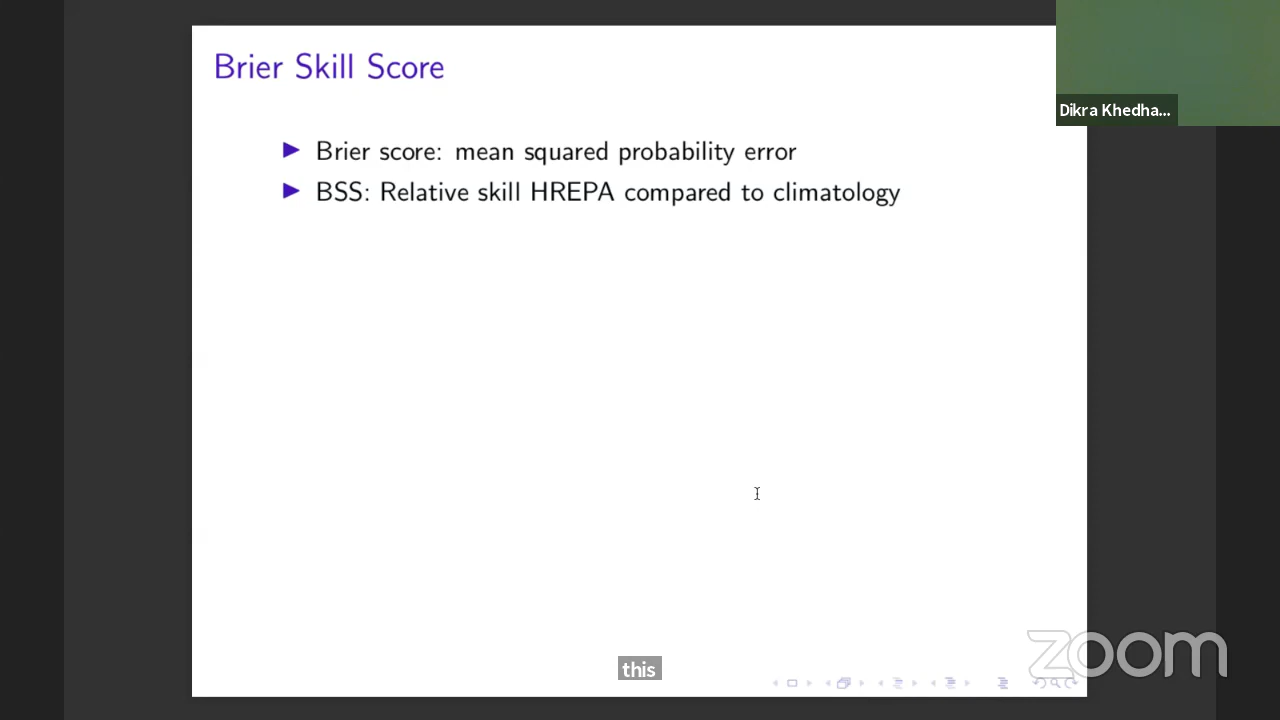 Brier Skill Score
Dikra Khedha...
Brier score: mean squared probability error
BSS: Relative skill HREPA compared to climatology
this
zoom